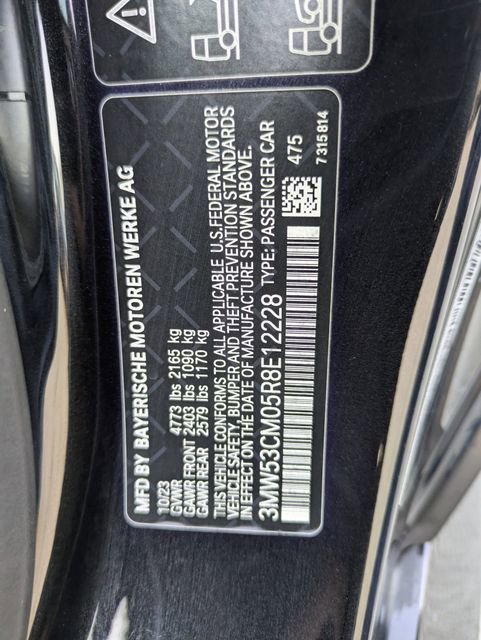 MFD BY BAYERISCHE MOTOREN WERKE AG
10/23
GVWR 4773 lbs 2165 kg
GAWR FRONT 2403 lbs 1090 kg
GAWR REAR 2579 lbs 1170 kg
THIS VEHICLE CONFORMS TO ALL APPLICABLE U.S.FEDERAL MOTOR
VEHICLE SAFETY, BUMPER AND THEFT PREVENTION STANDARDS
IN EFFECT ON THE DATE OF MANUFACTURE SHOWN ABOVE.
3MW53CM05R8E12228 TYPE: PASSENGER CAR
475
7 315 814